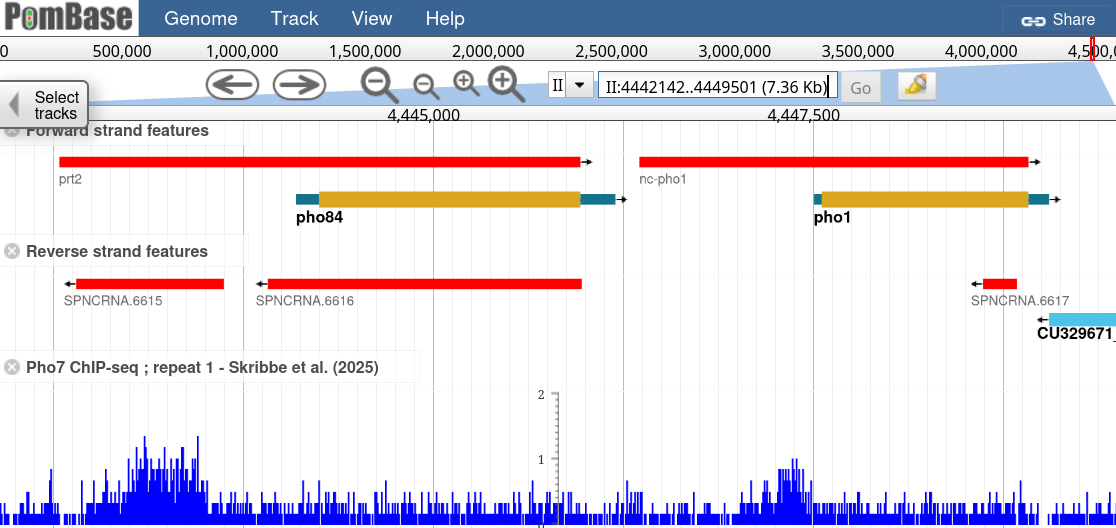 PomBase Genome Track View Help Share
0 500,000 1,000,000 1,500,000 2,000,000 2,500,000 3,000,000 3,500,000 4,000,000 4,500,0
Select tracks II II:4442142..4449501 (7.36 Kb) Go
4,445,000 4,447,500
Forward strand features
prt2 nc-pho1
pho84 pho1
Reverse strand features
SPNCRNA.6615 SPNCRNA.6616 SPNCRNA.6617
CU329671_
Pho7 ChIP-seq ; repeat 1 - Skribbe et al. (2025)
2
1
0